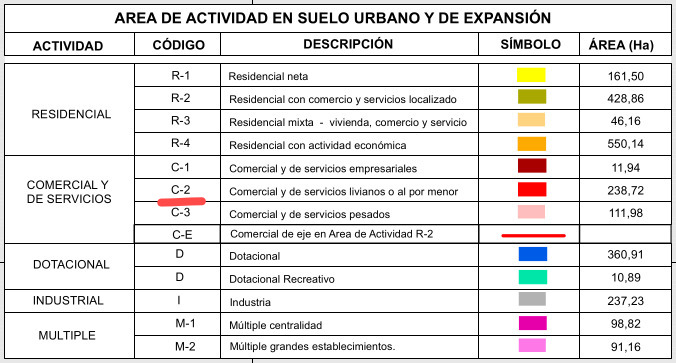 AREA DE ACTIVIDAD EN SUELO URBANO Y DE EXPANSIÓN
ACTIVIDAD CÓDIGO DESCRIPCIÓN SÍMBOLO ÁREA (Ha)
RESIDENCIAL
R-1 Residencial neta 161,50
R-2 Residencial con comercio y servicios localizado 428,86
R-3 Residencial mixta - vivienda, comercio y servicio 46,16
R-4 Residencial con actividad económica 550,14
COMERCIAL Y
DE SERVICIOS
C-1 Comercial y de servicios empresariales 11,94
C-2 Comercial y de servicios livianos o al por menor 238,72
C-3 Comercial y de servicios pesados 111,98
C-E Comercial de eje en Area de Actividad R-2
DOTACIONAL
D Dotacional 360,91
D Dotacional Recreativo 10,89
INDUSTRIAL I Industria 237,23
MULTIPLE
M-1 Múltiple centralidad 98,82
M-2 Múltiple grandes establecimientos. 91,16